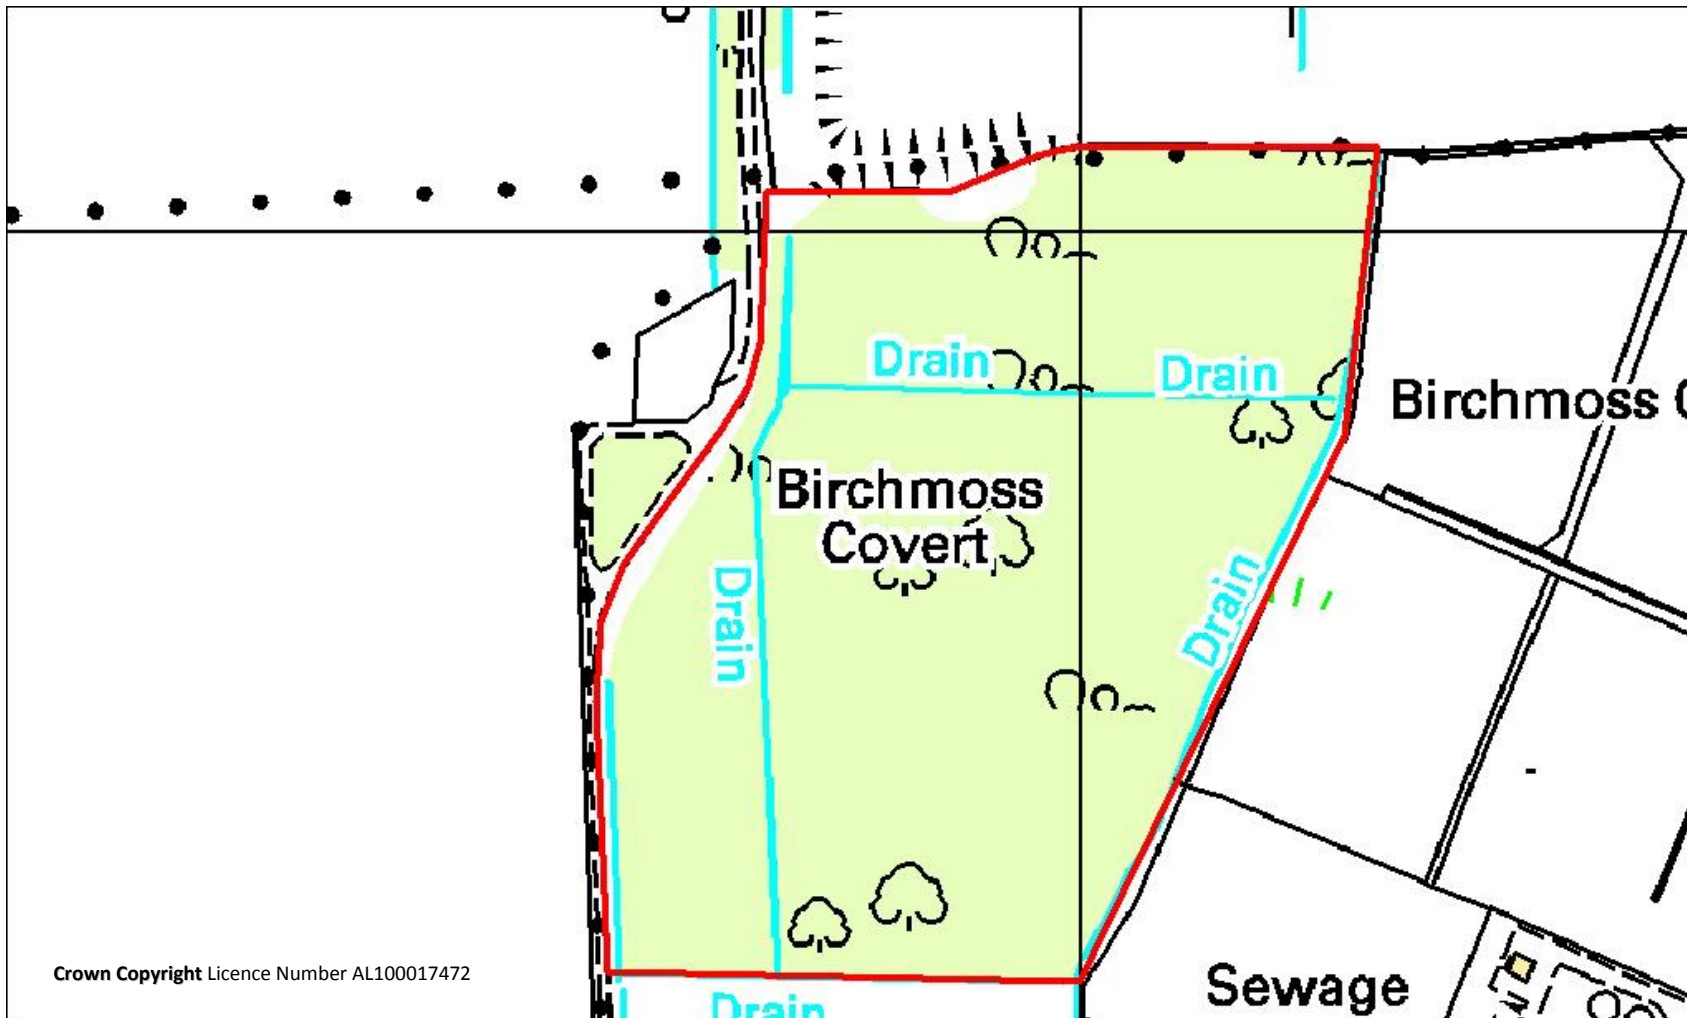 Drain
Drain
Birchmoss
Birchmoss
Covert
Drain
Drain
Crown Copyright Licence Number AL100017472
Sewage
Drain